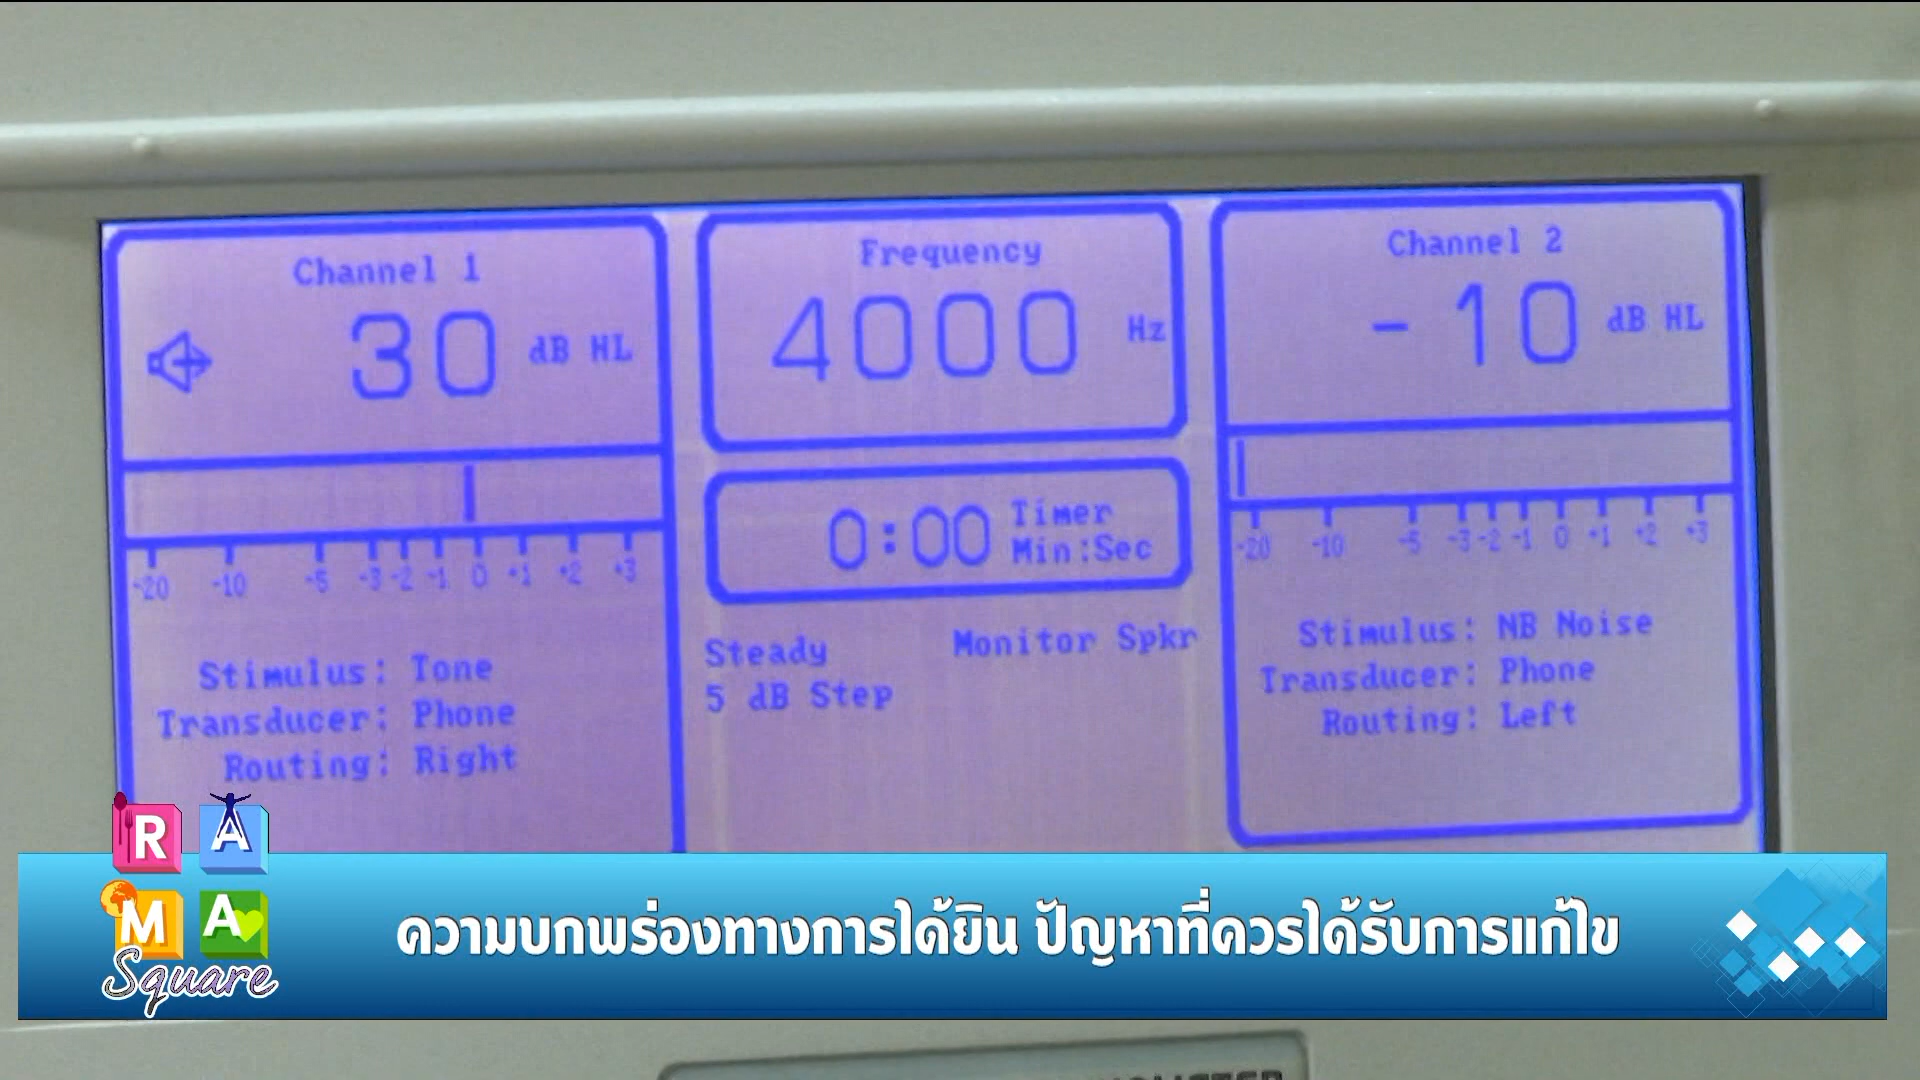 Channel 1
30 dB HL
-20 -10 -5 -3 -2 -1 0 +1 +2 +3
Stimulus: Tone
Transducer: Phone
Routing: Right
Frequency
4000 Hz
0:00 Timer
Min:Sec
Steady Monitor Spkr
5 dB Step
Channel 2
-10 dB HL
-20 -10 -5 -3 -2 -1 0 +1 +2 +3
Stimulus: NB Noise
Transducer: Phone
Routing: Left
RA
MA
Square
ความบกพร่องทางการได้ยิน ปัญหาที่ควรได้รับการแก้ไข